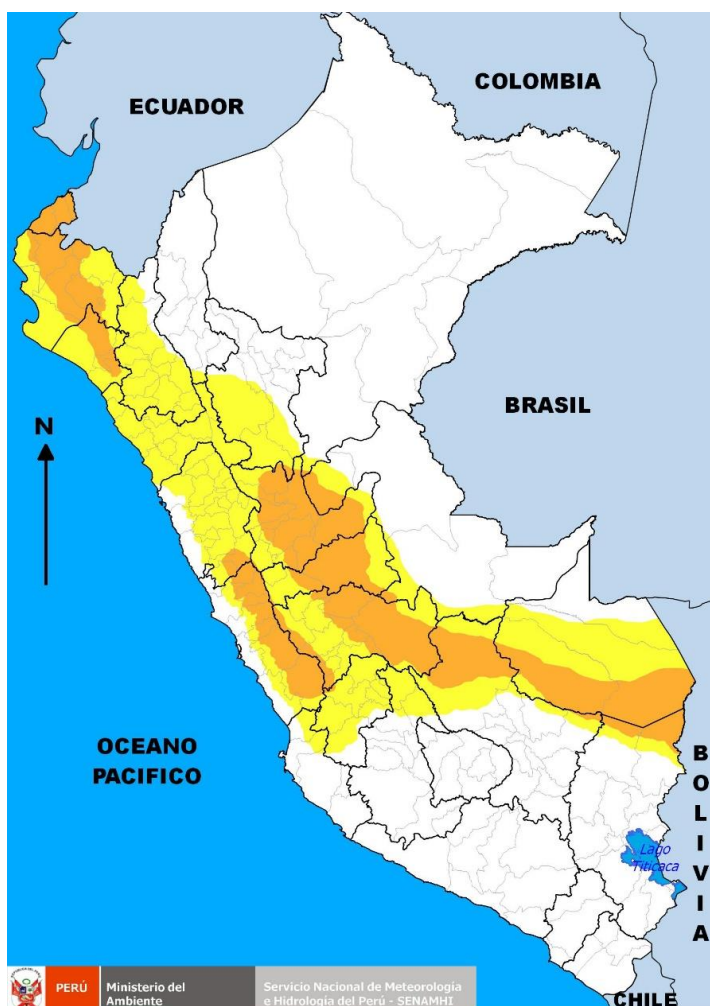 COLOMBIA
ECUADOR
BRASIL
N
OCEANO
PACIFICO
BOLIVIA
Lago
Titicaca
CHILE
PERÚ
Ministerio del
Ambiente
Servicio Nacional de Meteorología
e Hidrología del Perú - SENAMHI